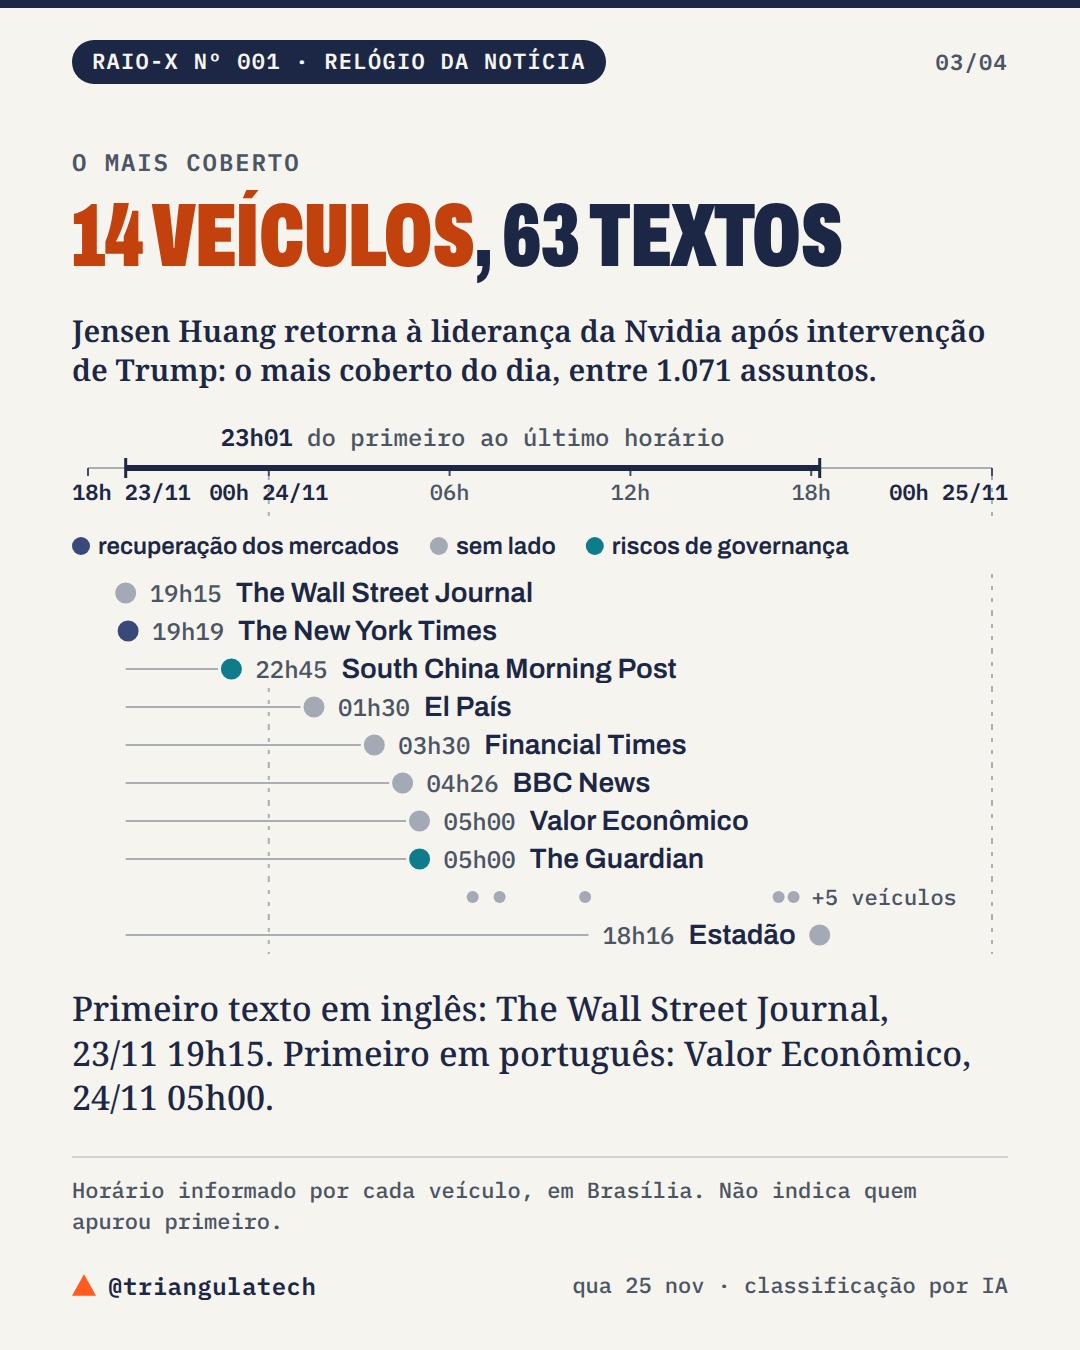 RAIO-X Nº 001 · RELÓGIO DA NOTÍCIA
03/04
O MAIS COBERTO
14 VEÍCULOS, 63 TEXTOS
Jensen Huang retorna à liderança da Nvidia após intervenção
de Trump: o mais coberto do dia, entre 1.071 assuntos.
23h01 do primeiro ao último horário
18h 23/11 00h 24/11 06h 12h 18h 00h 25/11
recuperação dos mercados sem lado riscos de governança
19h15 The Wall Street Journal
19h19 The New York Times
22h45 South China Morning Post
01h30 El País
03h30 Financial Times
04h26 BBC News
05h00 Valor Econômico
05h00 The Guardian
+5 veículos
18h16 Estadão
Primeiro texto em inglês: The Wall Street Journal,
23/11 19h15. Primeiro em português: Valor Econômico,
24/11 05h00.
Horário informado por cada veículo, em Brasília. Não indica quem
apurou primeiro.
@triangulatech
qua 25 nov · classificação por IA